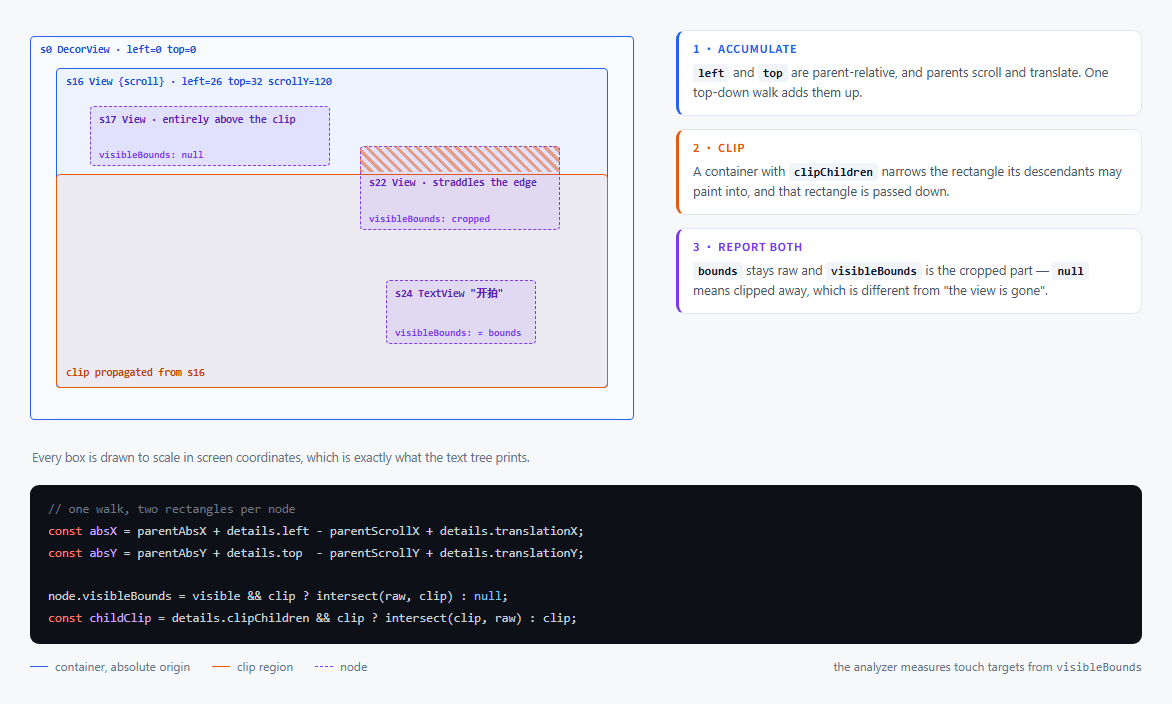 s0 DecorView · left=0 top=0
s16 View {scroll} · left=26 top=32 scrollY=120
s17 View · entirely above the clip
visibleBounds: null
s22 View · straddles the edge
visibleBounds: cropped
s24 TextView "开拍"
visibleBounds: = bounds
clip propagated from s16
1 · ACCUMULATE
left and top are parent-relative, and parents scroll and translate. One
top-down walk adds them up.
2 · CLIP
A container with clipChildren narrows the rectangle its descendants may
paint into, and that rectangle is passed down.
3 · REPORT BOTH
bounds stays raw and visibleBounds is the cropped part — null
means clipped away, which is different from "the view is gone".
Every box is drawn to scale in screen coordinates, which is exactly what the text tree prints.
// one walk, two rectangles per node
const absX = parentAbsX + details.left - parentScrollX + details.translationX;
const absY = parentAbsY + details.top  - parentScrollY + details.translationY;
node.visibleBounds = visible && clip ? intersect(raw, clip) : null;
const childClip = details.clipChildren && clip ? intersect(clip, raw) : clip;
container, absolute origin
clip region
node
the analyzer measures touch targets from visibleBounds